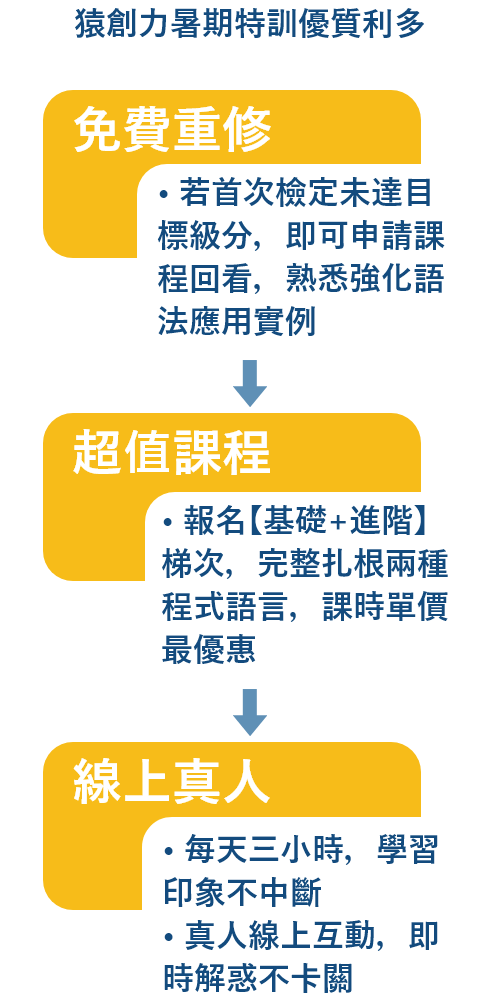 猿創力暑期特訓優質利多
免費重修
• 若首次檢定未達目
標級分，即可申請課
程回看，熟悉強化語
法應用實例
超值課程
• 報名【基礎+進階】
梯次，完整扎根兩種
程式語言，課時單價
最優惠
線上真人
• 每天三小時，學習
印象不中斷
• 真人線上互動，即
時解惑不卡關